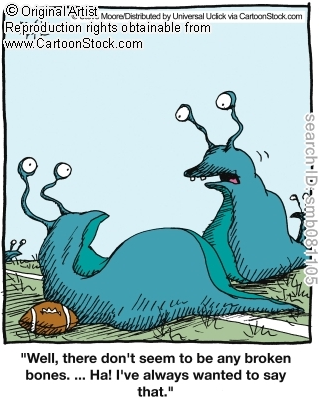 © Original Artist
Moore/Distributed by Universal Uclick via CartoonStock.com
Reproduction rights obtainable from
www.CartoonStock.com
search ID: smb081105
"Well, there don't seem to be any broken
bones. ... Ha! I've always wanted to say
that."